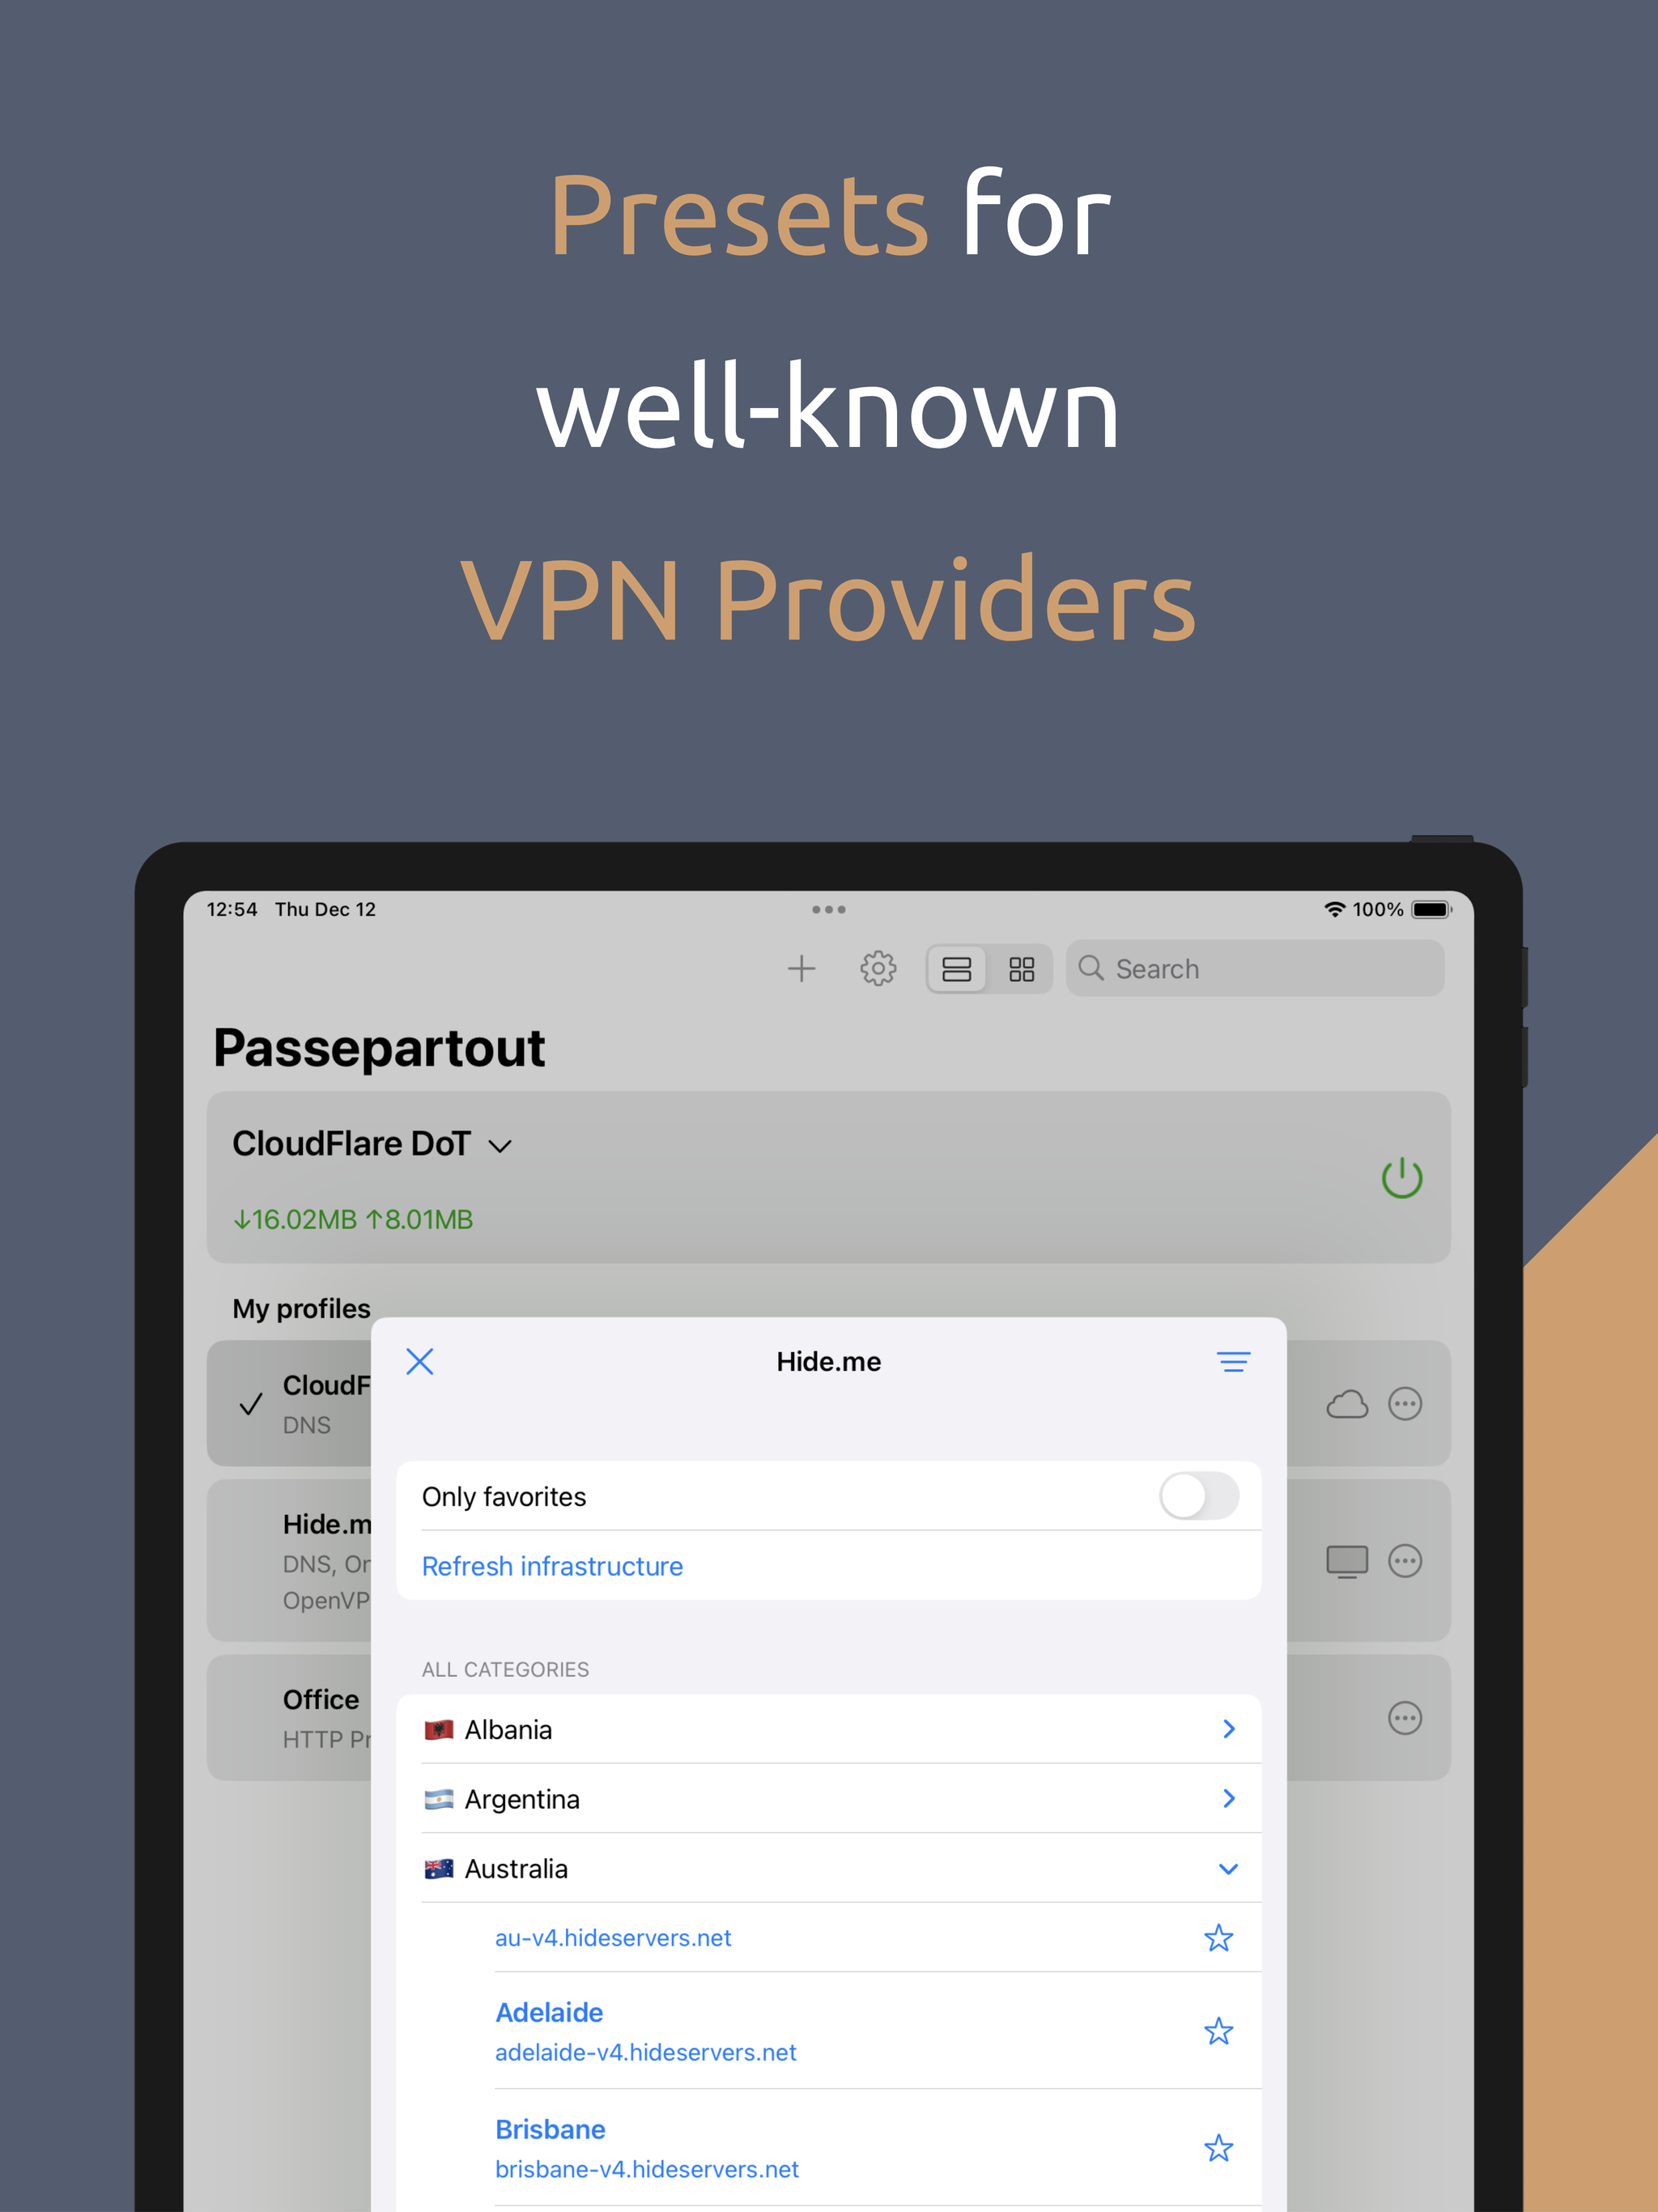 Presets for
well-known
VPN Providers
12:54 Thu Dec 12
100%
Search
Passepartout
CloudFlare DoT
↓16.02MB ↑8.01MB
My profiles
CloudF
DNS
Hide.m
DNS, Or
OpenVP
Office
HTTP Pr
Hide.me
Only favorites
Refresh infrastructure
ALL CATEGORIES
Albania
Argentina
Australia
au-v4.hideservers.net
Adelaide
adelaide-v4.hideservers.net
Brisbane
brisbane-v4.hideservers.net